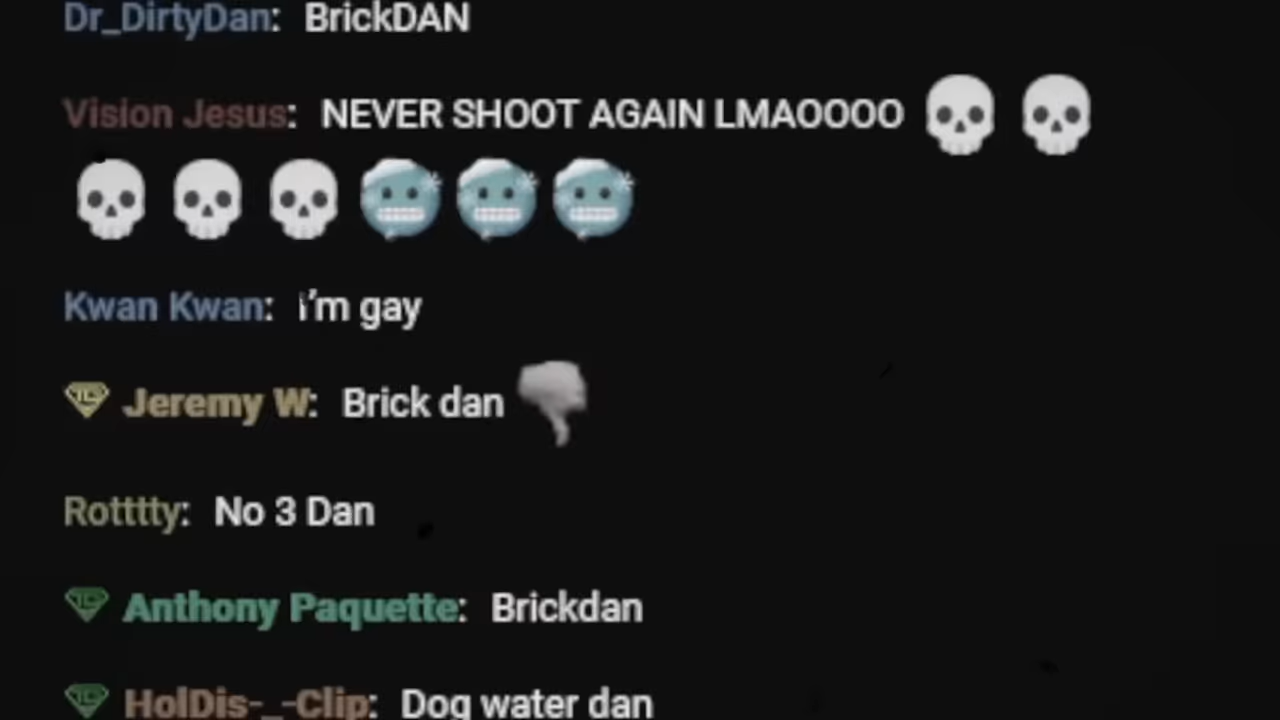 Dr_DirtyDan: BrickDAN
Vision Jesus: NEVER SHOOT AGAIN LMAOOOO 💀 💀
💀 💀 💀 🥶 🥶 🥶
Kwan Kwan: i'm gay
Jeremy W: Brick dan 👎
Rotttty: No 3 Dan
Anthony Paquette: Brickdan
HolDis-_-Clip: Dog water dan